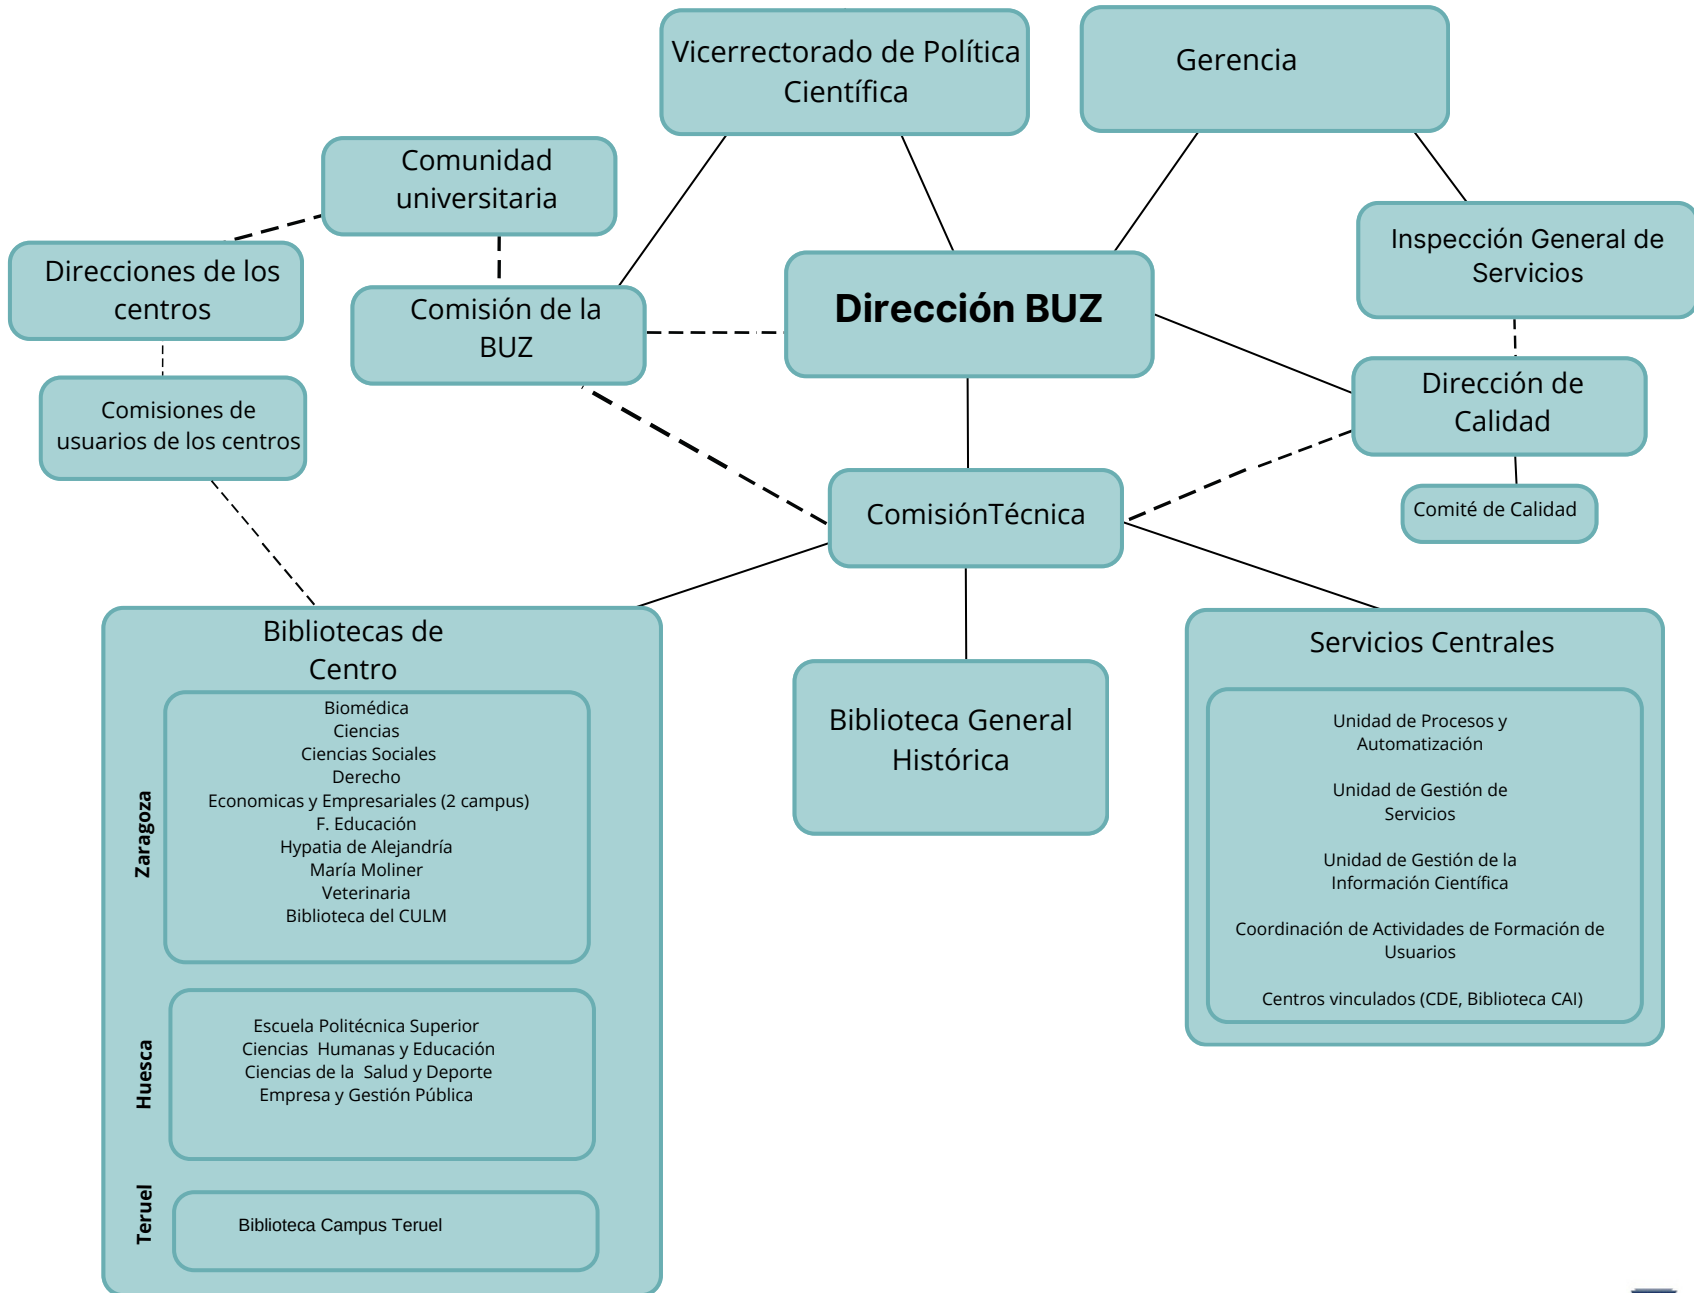 Vicerrectorado de Política
Científica
Gerencia
Comunidad
universitaria
Inspección General de
Servicios
Direcciones de los
centros
Comisión de la
BUZ
Dirección BUZ
Dirección de
Calidad
Comisiones de
usuarios de los centros
ComisiónTécnica
Comité de Calidad
Bibliotecas de
Centro
Zaragoza
Biomédica
Ciencias
Ciencias Sociales
Derecho
Economicas y Empresariales (2 campus)
F. Educación
Hypatia de Alejandría
María Moliner
Veterinaria
Biblioteca del CULM
Huesca
Escuela Politécnica Superior
Ciencias  Humanas y Educación
Ciencias de la  Salud y Deporte
Empresa y Gestión Pública
Teruel
Biblioteca Campus Teruel
Biblioteca General
Histórica
Servicios Centrales
Unidad de Procesos y
Automatización
Unidad de Gestión de
Servicios
Unidad de Gestión de la
Información Científica
Coordinación de Actividades de Formación de
Usuarios
Centros vinculados (CDE, Biblioteca CAI)